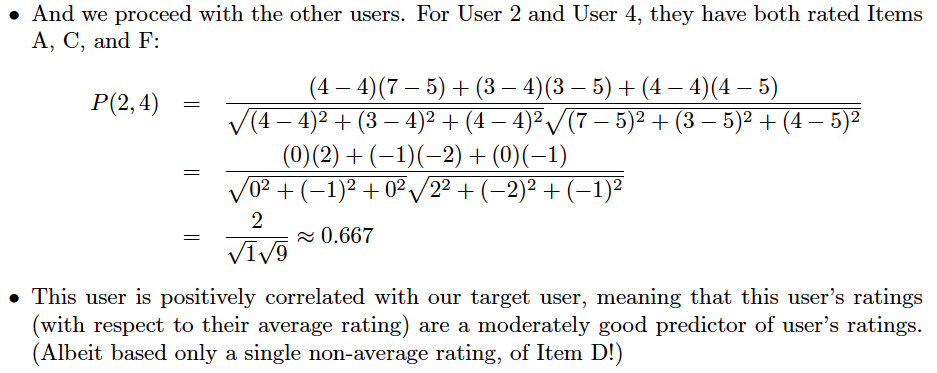 • And we proceed with the other users. For User 2 and User 4, they have both rated Items
A, C, and F:
P(2,4) = \frac{(4-4)(7-5)+(3-4)(3-5)+(4-4)(4-5)}{\sqrt{(4-4)^2+(3-4)^2+(4-4)^2}\sqrt{(7-5)^2+(3-5)^2+(4-5)^2}}
= \frac{(0)(2)+(-1)(-2)+(0)(-1)}{\sqrt{0^2+(-1)^2+0^2}\sqrt{2^2+(-2)^2+(-1)^2}}
= \frac{2}{\sqrt{1}\sqrt{9}} ≈ 0.667
• This user is positively correlated with our target user, meaning that this user's ratings
(with respect to their average rating) are a moderately good predictor of user's ratings.
(Albeit based only a single non-average rating, of Item D!)